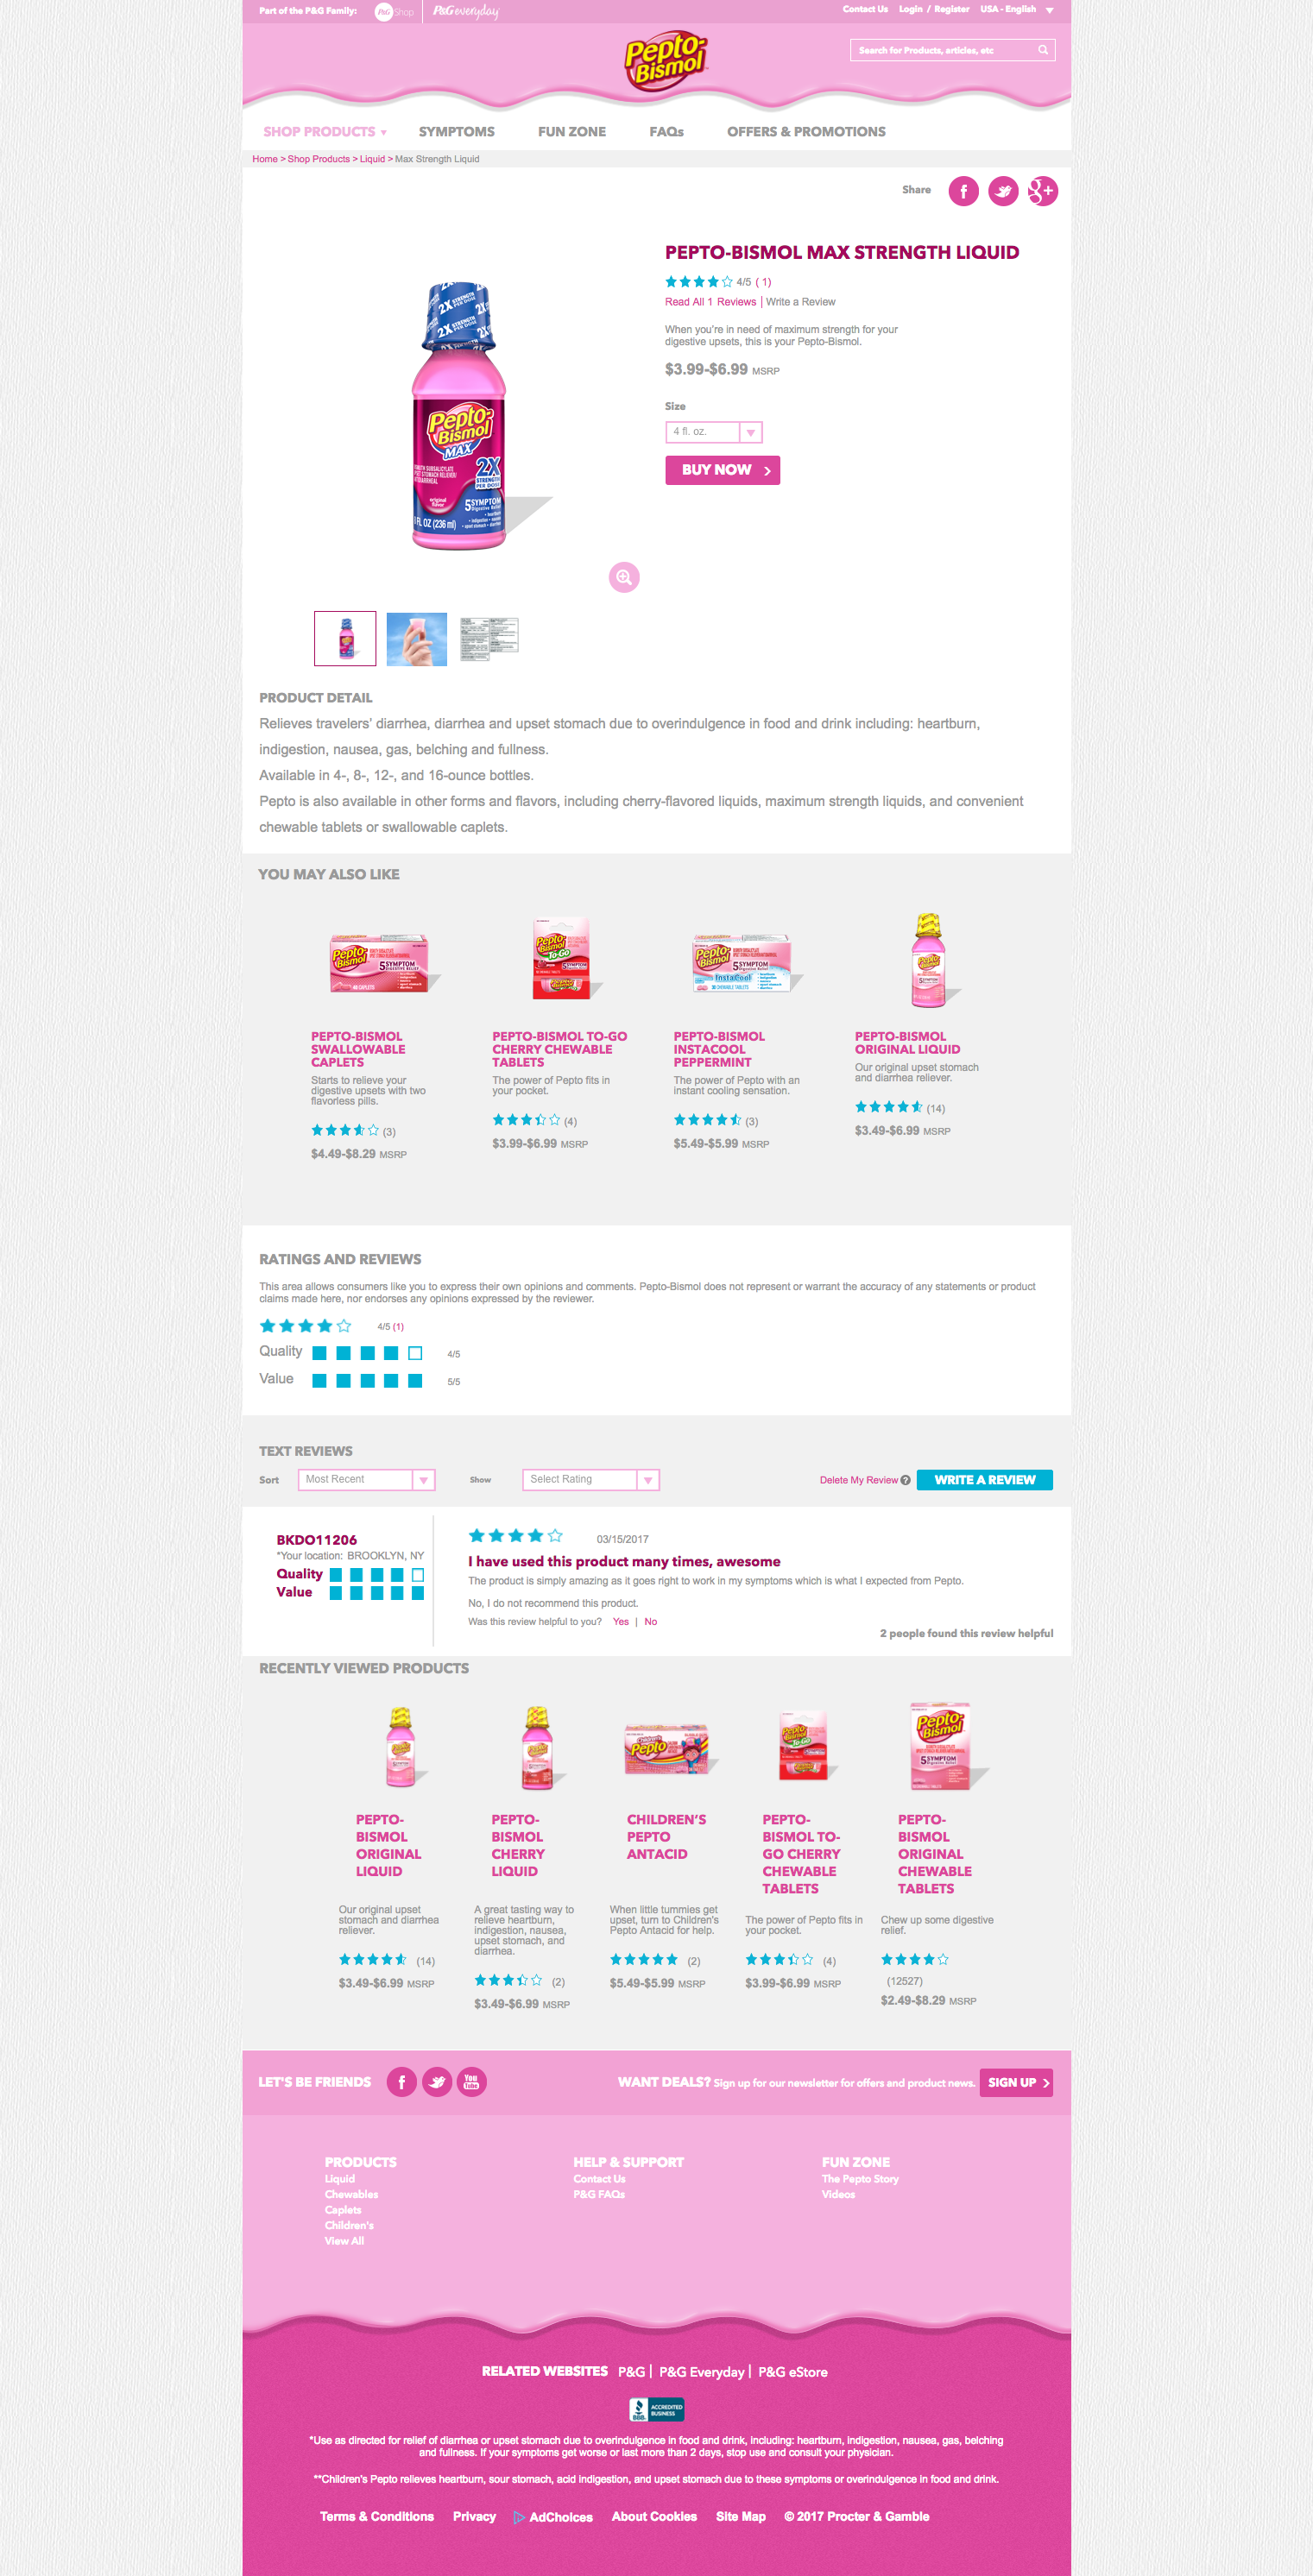 Part of the P&G Family: P&G Shop P&G everyday
Contact Us Login / Register USA - English
Pepto-
Bismol
Search for Products, articles, etc
SHOP PRODUCTS SYMPTOMS FUN ZONE FAQs OFFERS & PROMOTIONS
Home > Shop Products > Liquid > Max Strength Liquid
Share
PEPTO-BISMOL MAX STRENGTH LIQUID
4/5 ( 1)
Read All 1 Reviews | Write a Review
When you're in need of maximum strength for your
digestive upsets, this is your Pepto-Bismol.
$3.99-$6.99 MSRP
Size
4 fl. oz.
BUY NOW
2X STRENGTH PER DOSE
Pepto-
Bismol
MAX
2X
STRENGTH
PER DOSE
original
flavor
5 SYMPTOM
Digestive Relief
FL OZ (236 ml)
PRODUCT DETAIL
Relieves travelers' diarrhea, diarrhea and upset stomach due to overindulgence in food and drink including: heartburn,
indigestion, nausea, gas, belching and fullness.
Available in 4-, 8-, 12-, and 16-ounce bottles.
Pepto is also available in other forms and flavors, including cherry-flavored liquids, maximum strength liquids, and convenient
chewable tablets or swallowable caplets.
YOU MAY ALSO LIKE
PEPTO-BISMOL
SWALLOWABLE
CAPLETS
Starts to relieve your
digestive upsets with two
flavorless pills.
(3)
$4.49-$8.29 MSRP
PEPTO-BISMOL TO-GO
CHERRY CHEWABLE
TABLETS
The power of Pepto fits in
your pocket.
(4)
$3.99-$6.99 MSRP
PEPTO-BISMOL
INSTACOOL
PEPPERMINT
The power of Pepto with an
instant cooling sensation.
(3)
$5.49-$5.99 MSRP
PEPTO-BISMOL
ORIGINAL LIQUID
Our original upset stomach
and diarrhea reliever.
(14)
$3.49-$6.99 MSRP
RATINGS AND REVIEWS
This area allows consumers like you to express their own opinions and comments. Pepto-Bismol does not represent or warrant the accuracy of any statements or product
claims made here, nor endorses any opinions expressed by the reviewer.
4/5 (1)
Quality 4/5
Value 5/5
TEXT REVIEWS
Sort Most Recent Show Select Rating Delete My Review ? WRITE A REVIEW
BKDO11206
*Your location: BROOKLYN, NY
Quality
Value
03/15/2017
I have used this product many times, awesome
The product is simply amazing as it goes right to work in my symptoms which is what I expected from Pepto.
No, I do not recommend this product.
Was this review helpful to you? Yes | No
2 people found this review helpful
RECENTLY VIEWED PRODUCTS
PEPTO-
BISMOL
ORIGINAL
LIQUID
Our original upset
stomach and diarrhea
reliever.
(14)
$3.49-$6.99 MSRP
PEPTO-
BISMOL
CHERRY
LIQUID
A great tasting way to
relieve heartburn,
indigestion, nausea,
upset stomach, and
diarrhea.
(2)
$3.49-$6.99 MSRP
CHILDREN'S
PEPTO
ANTACID
When little tummies get
upset, turn to Children's
Pepto Antacid for help.
(2)
$5.49-$5.99 MSRP
PEPTO-
BISMOL TO-
GO CHERRY
CHEWABLE
TABLETS
The power of Pepto fits in
your pocket.
(4)
$3.99-$6.99 MSRP
PEPTO-
BISMOL
ORIGINAL
CHEWABLE
TABLETS
Chew up some digestive
relief.
(12527)
$2.49-$8.29 MSRP
LET'S BE FRIENDS You Tube
WANT DEALS? Sign up for our newsletter for offers and product news. SIGN UP
PRODUCTS
Liquid
Chewables
Caplets
Children's
View All
HELP & SUPPORT
Contact Us
P&G FAQs
FUN ZONE
The Pepto Story
Videos
RELATED WEBSITES P&G | P&G Everyday | P&G eStore
BBB. ACCREDITED BUSINESS
*Use as directed for relief of diarrhea or upset stomach due to overindulgence in food and drink, including: heartburn, indigestion, nausea, gas, belching
and fullness. If your symptoms get worse or last more than 2 days, stop use and consult your physician.
**Children's Pepto relieves heartburn, sour stomach, acid indigestion, and upset stomach due to these symptoms or overindulgence in food and drink.
Terms & Conditions Privacy AdChoices About Cookies Site Map © 2017 Procter & Gamble